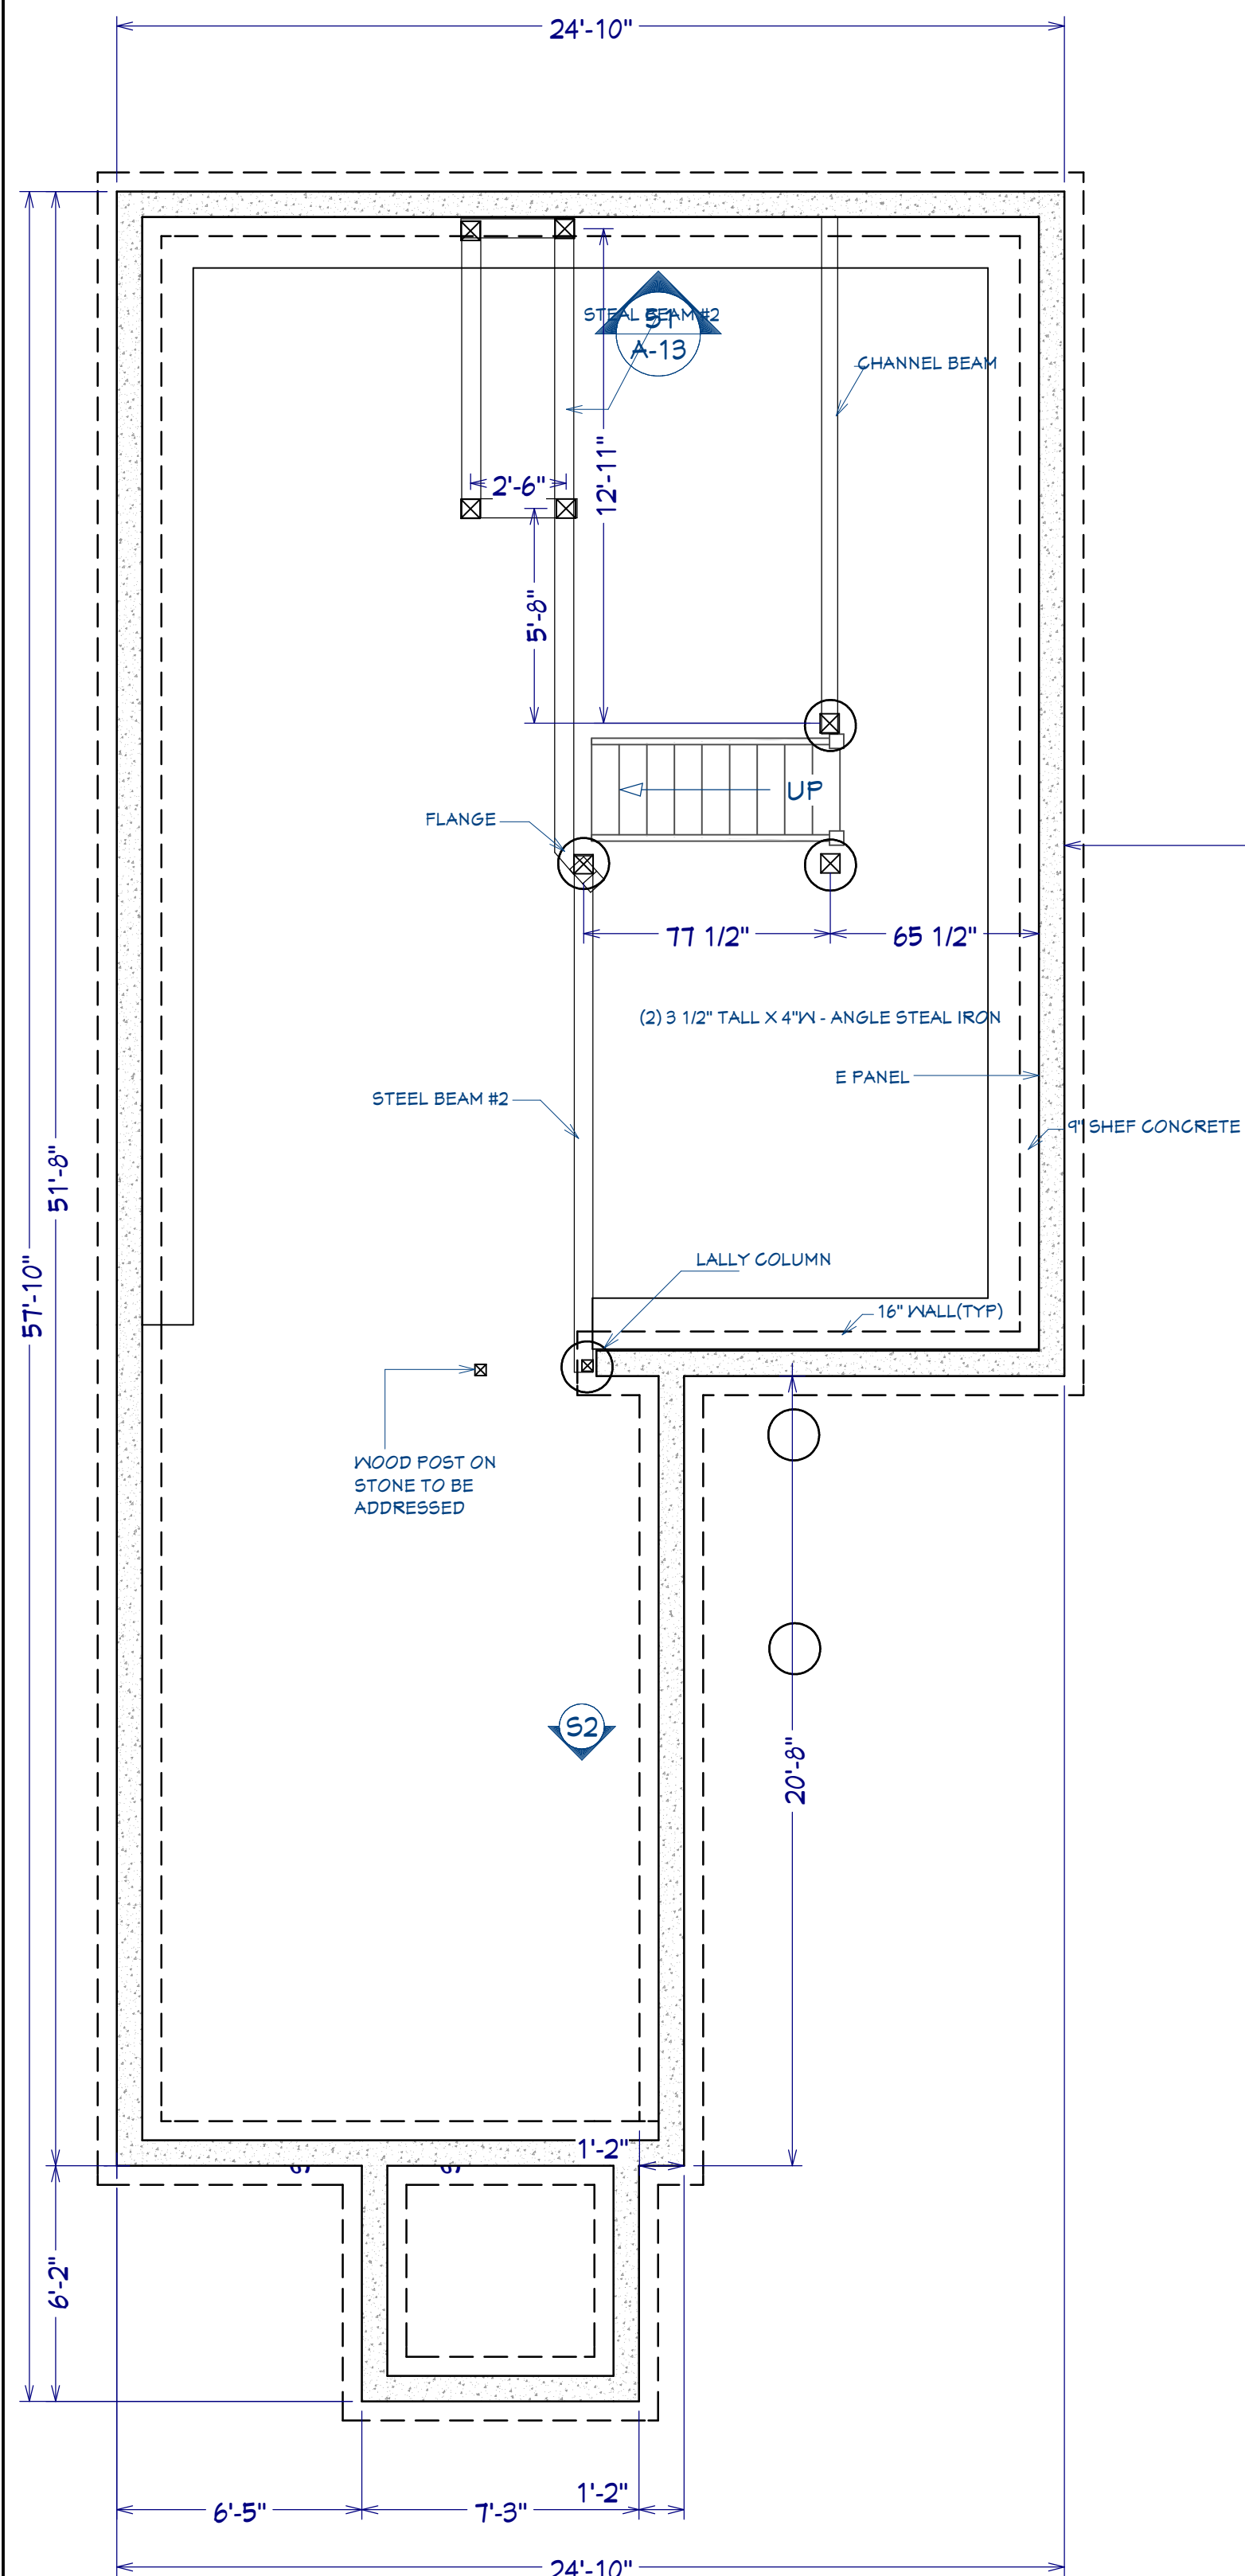 24'-10"
STEAL BEAM #2
S1
A-13
CHANNEL BEAM
2'-6"
12'-11"
5'-8"
UP
FLANGE
77 1/2"
65 1/2"
(2) 3 1/2" TALL X 4"W - ANGLE STEAL IRON
E PANEL
STEEL BEAM #2
9" SHEF CONCRETE
51'-8"
57'-10"
LALLY COLUMN
16" WALL(TYP)
WOOD POST ON
STONE TO BE
ADDRESSED
S2
20'-8"
1'-2"
6'-2"
1'-2"
6'-5"
7'-3"
24'-10"